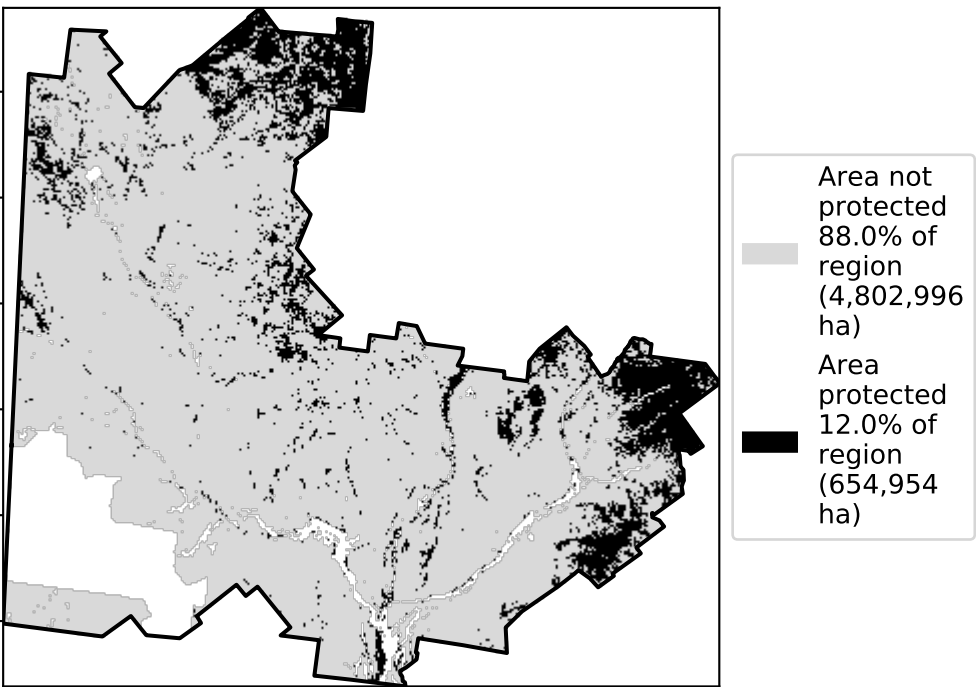 Area not
protected
88.0% of
region
(4,802,996
ha)
Area
protected
12.0% of
region
(654,954
ha)